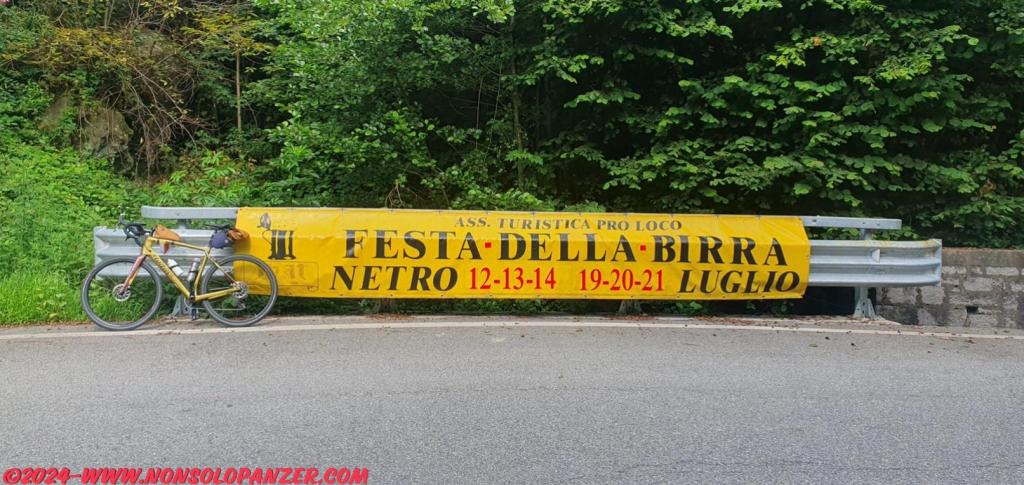 ASS. TURISTICA PRO LOCO
FESTA·DELLA·BIRRA
NETRO 12-13-14 19-20-21 LUGLIO
©2024-WWW.NONSOLOPANZER.COM